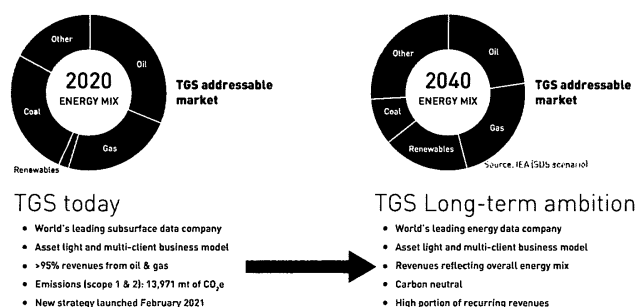 Other
Oil
2020
ENERGY MIX
Coal
Gas
Renewables
TGS addressable
market
Other
Oil
2040
ENERGY MIX
Coal
Gas
Renewables
TGS addressable
market
Source: IEA (SDS scenario)
TGS today
• World's leading subsurface data company
• Asset light and multi-client business model
• >95% revenues from oil & gas
• Emissions (scope 1 & 2): 13,971 mt of CO₂e
• New strategy launched February 2021
TGS Long-term ambition
• World's leading energy data company
• Asset light and multi-client business model
• Revenues reflecting overall energy mix
• Carbon neutral
• High portion of recurring revenues